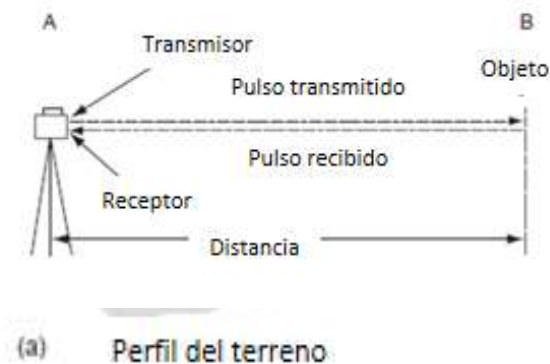 A B
Transmisor
Objeto
Pulso transmitido
Pulso recibido
Receptor
Distancia
(a) Perfil del terreno